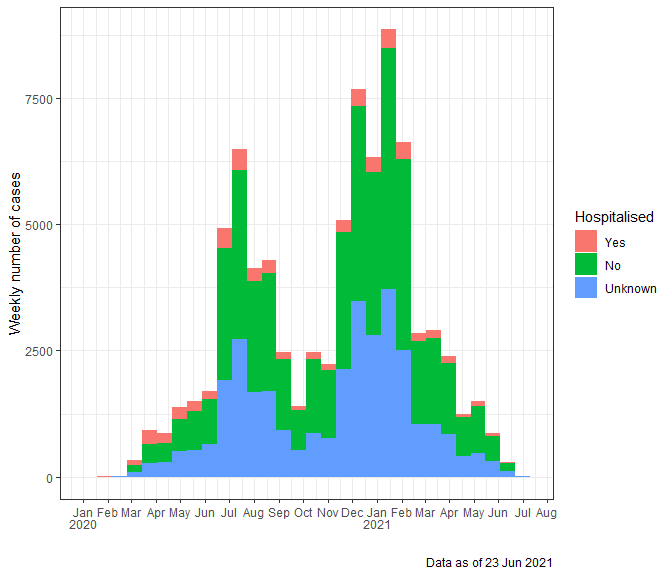 Weekly number of cases
7500
5000
2500
0
Jan Feb Mar Apr May Jun Jul Aug Sep Oct Nov Dec Jan Feb Mar Apr May Jun Jul Aug
2020 2021
Hospitalised
Yes
No
Unknown
Data as of 23 Jun 2021